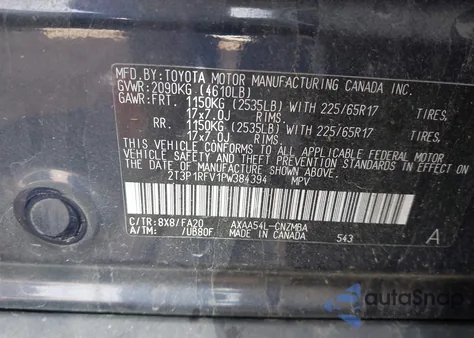 MFD. BY: TOYOTA MOTOR MANUFACTURING CANADA INC.
GVWR: 2090KG (4610LB)
GAWR: FRT. 1150KG (2535LB) WITH 225/65R17 TIRES,
17x7.0J RIMS,
RR. 1150KG (2535LB) WITH 225/65R17 TIRES,
17x7.0J RIMS,
THIS VEHICLE CONFORMS TO ALL APPLICABLE FEDERAL MOTOR
VEHICLE SAFETY AND THEFT PREVENTION STANDARDS IN EFFECT
ON THE DATE OF MANUFACTURE SHOWN ABOVE.
2T3P1RFV1PW384394 MPV
C/TR: 8X8/FA20 AXAA54L-CNZMBA
A/TM: /UB80F MADE IN CANADA 543 A
autoSnap